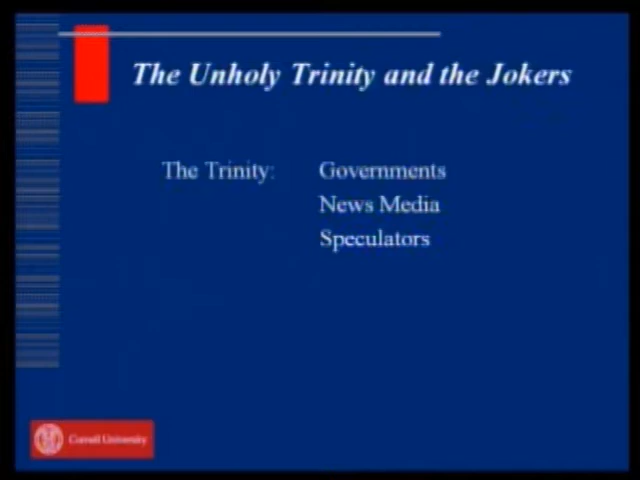 The Unholy Trinity and the Jokers
The Trinity: Governments
News Media
Speculators
Cornell University